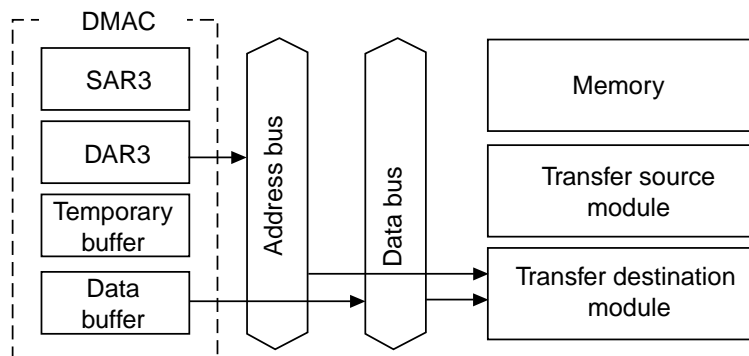 DMAC
SAR3
DAR3
Temporary
buffer
Data
buffer
Address bus
Data bus
Memory
Transfer source
module
Transfer destination
module